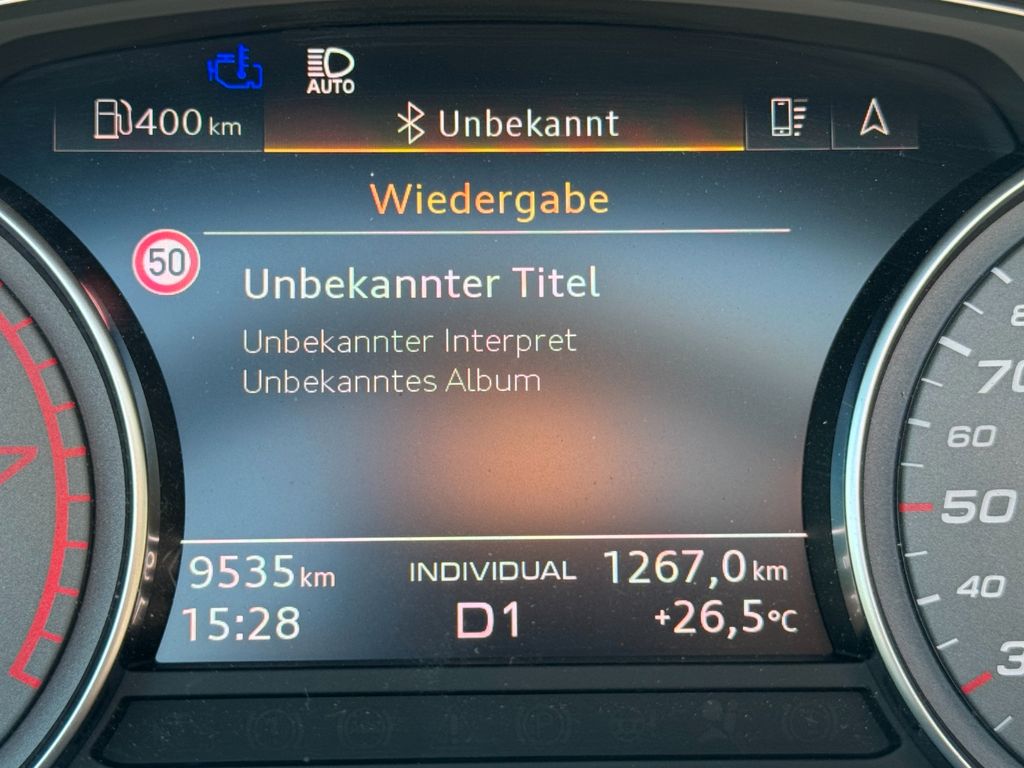 AUTO
400 km
Unbekannt
Wiedergabe
50
Unbekannter Titel
Unbekannter Interpret
Unbekanntes Album
9535 km
INDIVIDUAL
1267,0 km
15:28
D1
+26,5°C
70
60
50
40